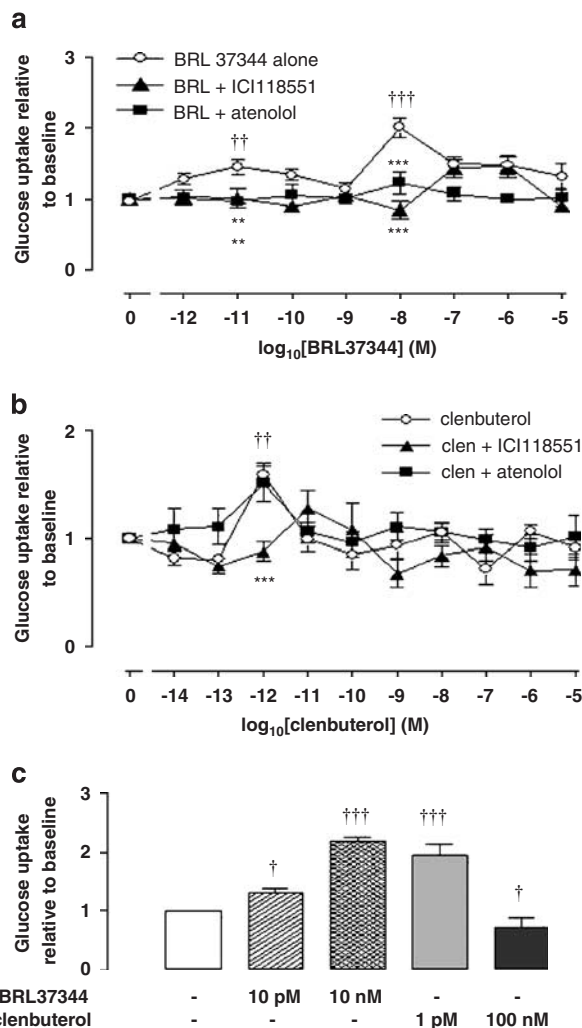 a
BRL 37344 alone
BRL + ICI118551
BRL + atenolol
Glucose uptake relative
to baseline
3
2
1
0
††
†††
***
**
**
***
0 -12 -11 -10 -9 -8 -7 -6 -5
log₁₀[BRL37344] (M)
b
clenbuterol
clen + ICI118551
clen + atenolol
Glucose uptake relative
to baseline
2
1
0
††
***
0 -14 -13 -12 -11 -10 -9 -8 -7 -6 -5
log₁₀[clenbuterol] (M)
c
Glucose uptake
relative to baseline
3
2
1
0
†
†††
†††
†
BRL37344 - 10 pM 10 nM - -
clenbuterol - - - 1 pM 100 nM